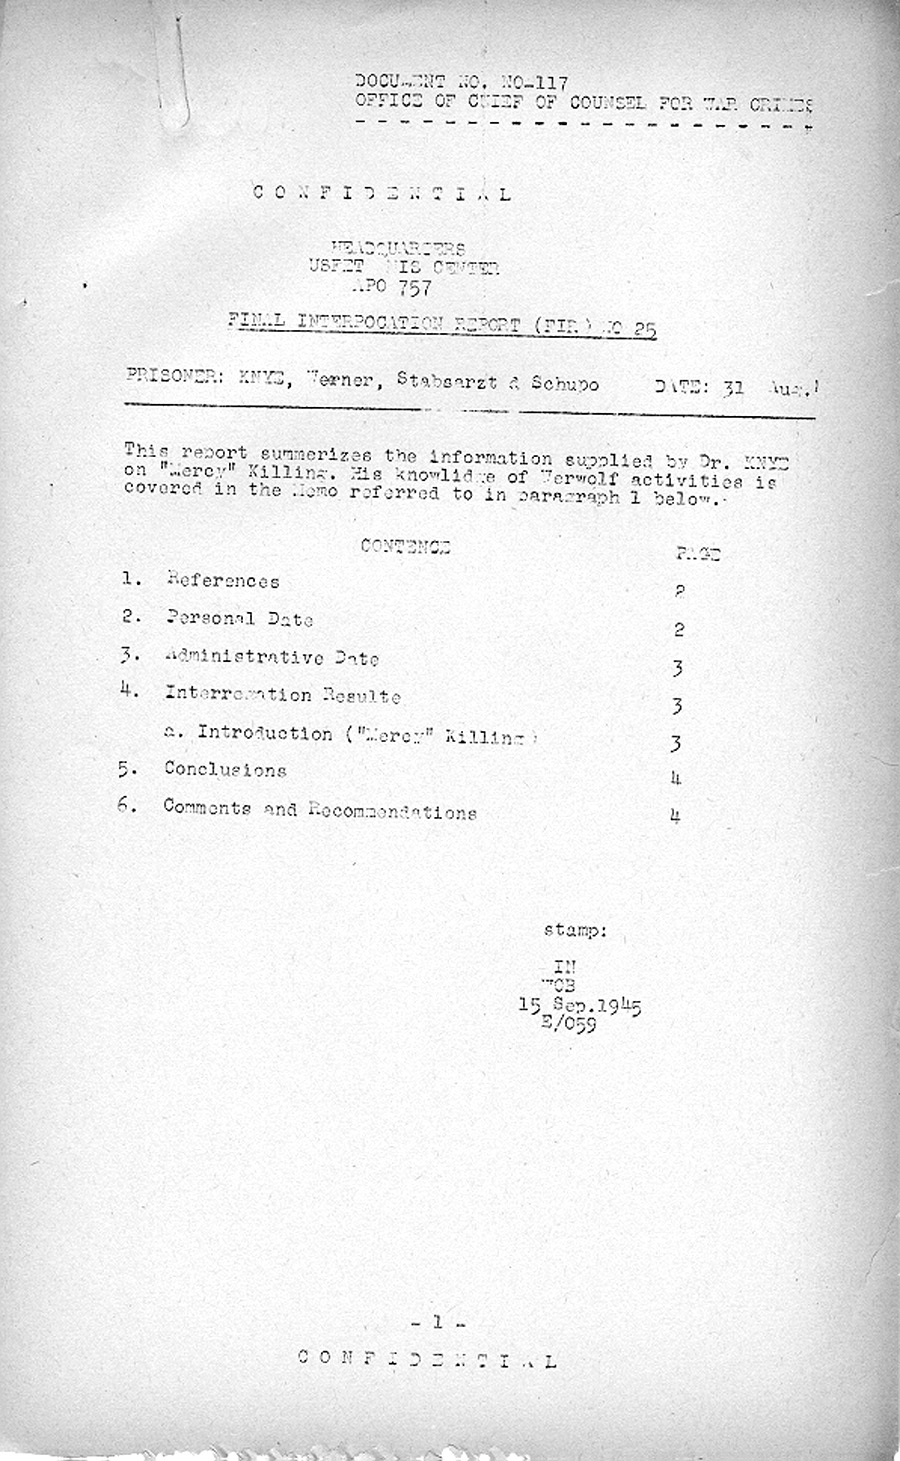 DOCUMENT NO. NO-117
OFFICE OF CHIEF OF COUNSEL FOR WAR CRIMES
C O N F I D E N T I A L
HEADQUARTERS
USFET MIS CENTER
APO 757
FINAL INTERROGATION REPORT (FIR) NO 25
PRISONER: KNYE, Werner, Stabsarzt d Schupo DATE: 31 Aug.
This report summerizes the information supplied by Dr. KNYE
on "Mercy" Killing. His knowlidge of Werwolf activities is
covered in the Memo referred to in paragraph 1 below.
CONTENCE PAGE
1. References 2
2. Personal Date 2
3. Administrative Date 3
4. Interrogation Resulte 3
a. Introduction ("Mercy" Killing) 3
5. Conclusions 4
6. Comments and Recommendations 4
stamp:
IN
WCB
15 Sep.1945
E/059
- 1 -
C O N F I D E N T I A L